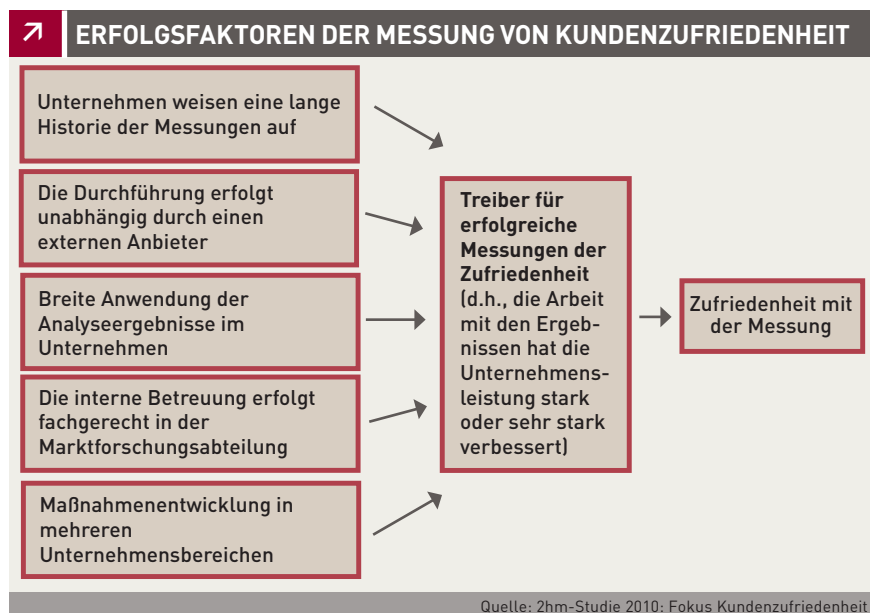 ERFOLGSFAKTOREN DER MESSUNG VON KUNDENZUFRIEDENHEIT
Unternehmen weisen eine lange
Historie der Messungen auf
Die Durchführung erfolgt
unabhängig durch einen
externen Anbieter
Breite Anwendung der
Analyseergebnisse im
Unternehmen
Die interne Betreuung erfolgt
fachgerecht in der
Marktforschungsabteilung
Maßnahmenentwicklung in
mehreren
Unternehmensbereichen
Treiber für
erfolgreiche
Messungen der
Zufriedenheit
(d.h., die Arbeit
mit den Ergeb-
nissen hat die
Unternehmens-
leistung stark
oder sehr stark
verbessert)
Zufriedenheit mit
der Messung
Quelle: 2hm-Studie 2010: Fokus Kundenzufriedenheit